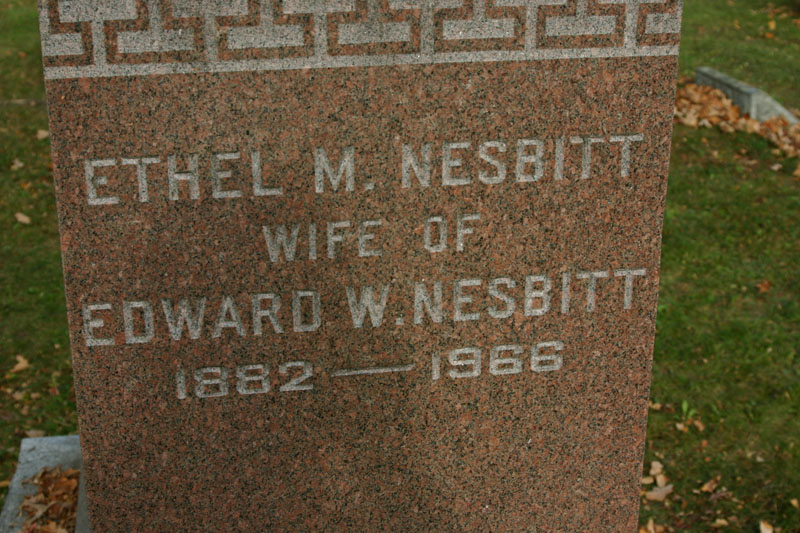 ETHEL M. NESBITT
WIFE OF
EDWARD W. NESBITT
1882 — 1966